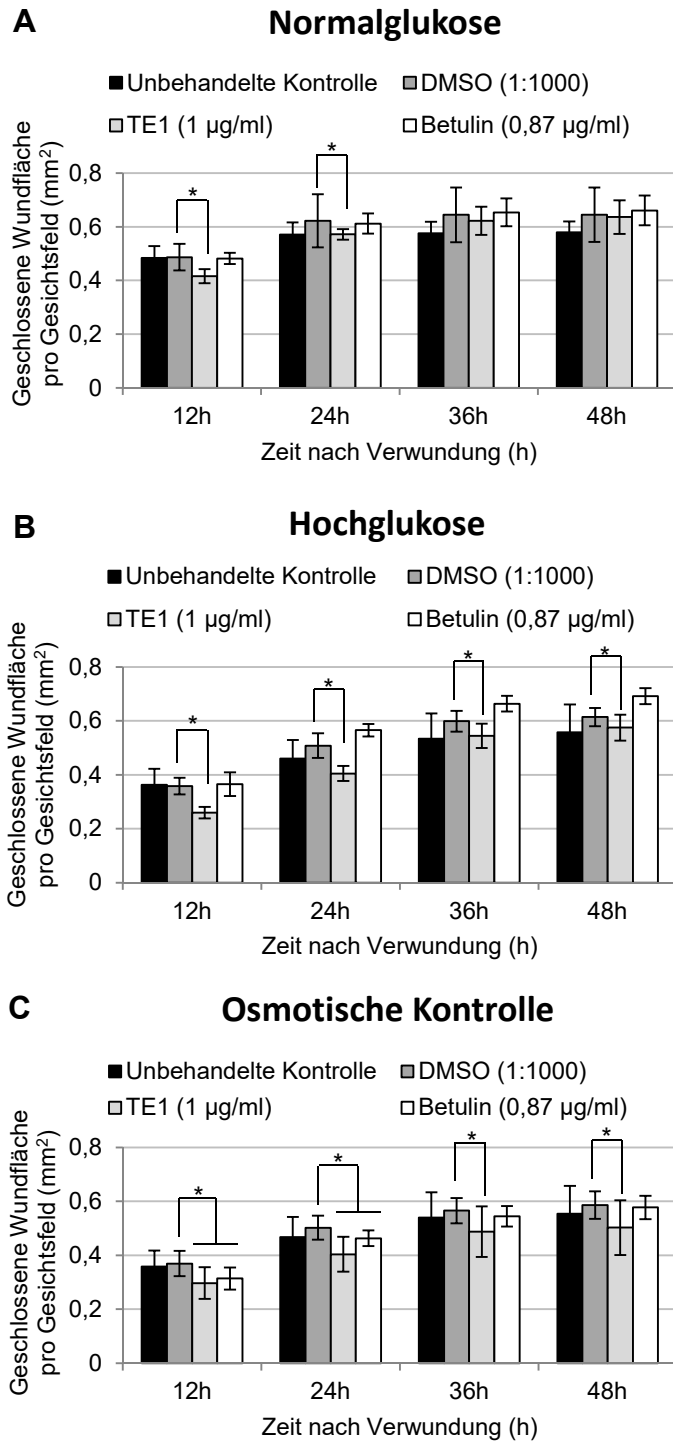 A
Normalglukose
Unbehandelte Kontrolle
DMSO (1:1000)
TE1 (1 µg/ml)
Betulin (0,87 µg/ml)
Geschlossene Wundfläche
pro Gesichtsfeld (mm²)
0,8
0,6
0,4
0,2
0
*
*
12h
24h
36h
48h
Zeit nach Verwundung (h)
B
Hochglukose
Unbehandelte Kontrolle
DMSO (1:1000)
TE1 (1 µg/ml)
Betulin (0,87 µg/ml)
Geschlossene Wundfläche
pro Gesichtsfeld (mm²)
0,8
0,6
0,4
0,2
0
*
*
*
*
12h
24h
36h
48h
Zeit nach Verwundung (h)
C
Osmotische Kontrolle
Unbehandelte Kontrolle
DMSO (1:1000)
TE1 (1 µg/ml)
Betulin (0,87 µg/ml)
Geschlossene Wundfläche
pro Gesichtsfeld (mm²)
0,8
0,6
0,4
0,2
0
*
*
*
*
12h
24h
36h
48h
Zeit nach Verwundung (h)